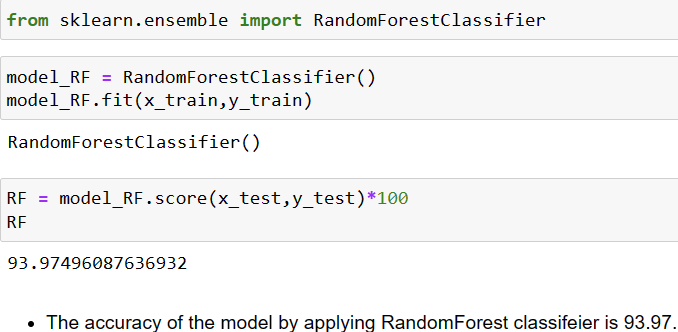 from sklearn.ensemble import RandomForestClassifier
model_RF = RandomForestClassifier()
model_RF.fit(x_train,y_train)
RandomForestClassifier()
RF = model_RF.score(x_test,y_test)*100
RF
93.97496087636932
• The accuracy of the model by applying RandomForest classifeier is 93.97.